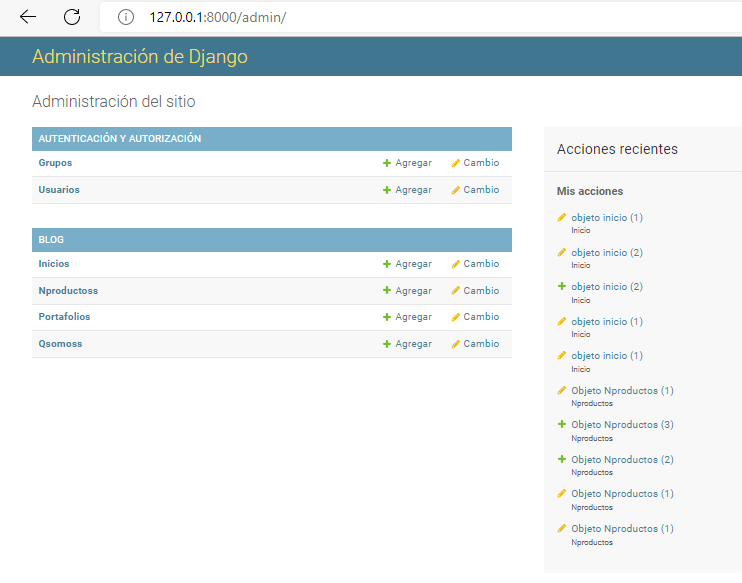 127.0.0.1:8000/admin/
Administración de Django
Administración del sitio
AUTENTICACIÓN Y AUTORIZACIÓN
Grupos Agregar Cambio
Usuarios Agregar Cambio
BLOG
Inicios Agregar Cambio
Nproductoss Agregar Cambio
Portafolios Agregar Cambio
Qsomoss Agregar Cambio
Acciones recientes
Mis acciones
objeto inicio (1)
Inicio
objeto inicio (2)
Inicio
objeto inicio (2)
Inicio
objeto inicio (1)
Inicio
objeto inicio (1)
Inicio
Objeto Nproductos (1)
Nproductos
Objeto Nproductos (3)
Nproductos
Objeto Nproductos (2)
Nproductos
Objeto Nproductos (1)
Nproductos
Objeto Nproductos (1)
Nproductos